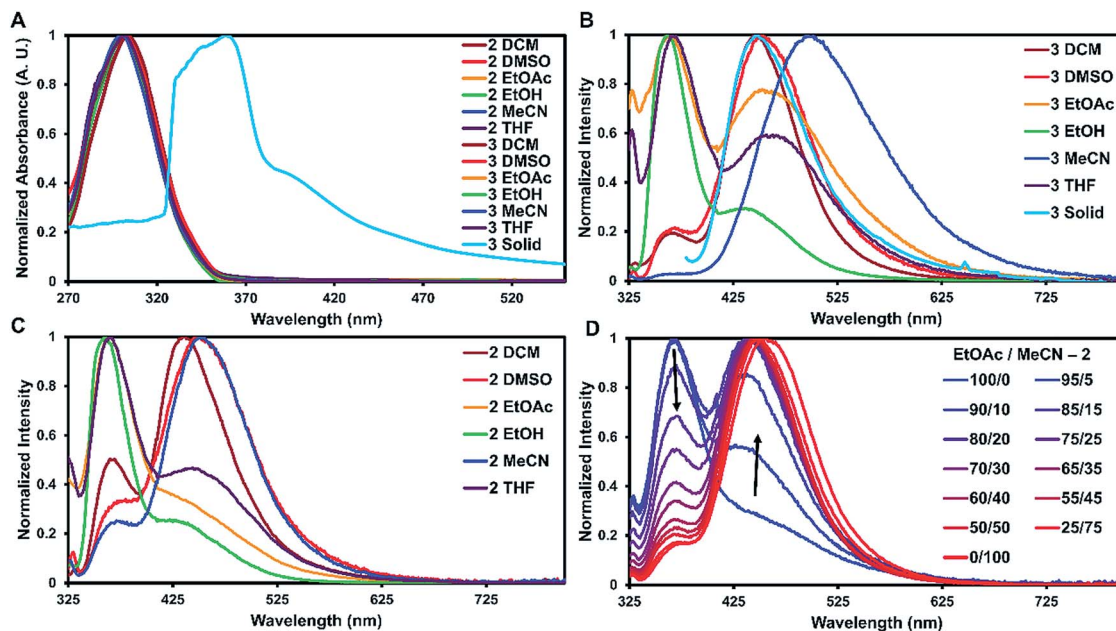 A
Normalized Absorbance (A. U.)
1
0.8
0.6
0.4
0.2
0
270
320
370
420
470
520
Wavelength (nm)
2 DCM
2 DMSO
2 EtOAc
2 EtOH
2 MeCN
2 THF
3 DCM
3 DMSO
3 EtOAc
3 EtOH
3 MeCN
3 THF
3 Solid
B
Normalized Intensity
1
0.8
0.6
0.4
0.2
0
325
425
525
625
725
Wavelength (nm)
3 DCM
3 DMSO
3 EtOAc
3 EtOH
3 MeCN
3 THF
3 Solid
C
Normalized Intensity
1
0.8
0.6
0.4
0.2
0
325
425
525
625
725
Wavelength (nm)
2 DCM
2 DMSO
2 EtOAc
2 EtOH
2 MeCN
2 THF
D
Normalized Intensity
1
0.8
0.6
0.4
0.2
0
325
425
525
625
725
Wavelength (nm)
EtOAc / MeCN – 2
100/0 95/5
90/10 85/15
80/20 75/25
70/30 65/35
60/40 55/45
50/50 25/75
0/100